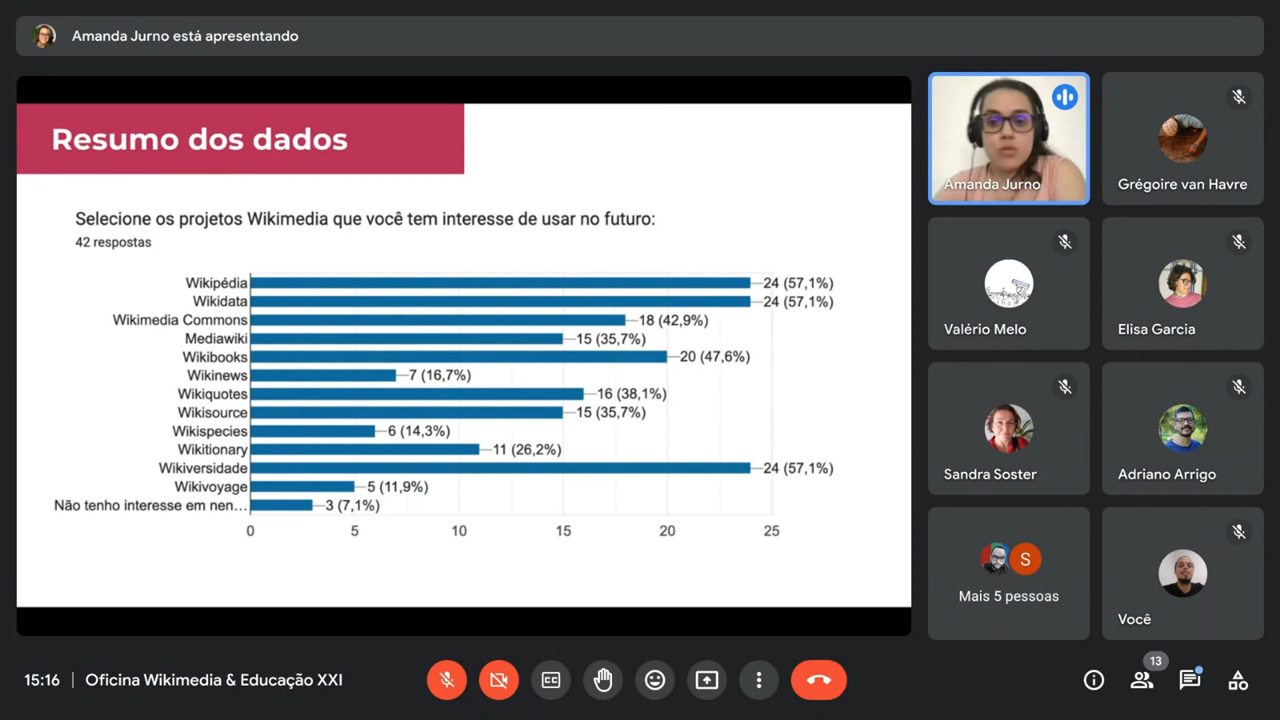 Amanda Jurno está apresentando
Resumo dos dados
Selecione os projetos Wikimedia que você tem interesse de usar no futuro:
42 respostas
Wikipédia 24 (57,1%)
Wikidata 24 (57,1%)
Wikimedia Commons 18 (42,9%)
Mediawiki 15 (35,7%)
Wikibooks 20 (47,6%)
Wikinews 7 (16,7%)
Wikiquotes 16 (38,1%)
Wikisource 15 (35,7%)
Wikispecies 6 (14,3%)
Wikitionary 11 (26,2%)
Wikiversidade 24 (57,1%)
Wikivoyage 5 (11,9%)
Não tenho interesse em nen… 3 (7,1%)
0 5 10 15 20 25
Amanda Jurno
Grégoire van Havre
Valério Melo
Elisa Garcia
Sandra Soster
Adriano Arrigo
S
Mais 5 pessoas
Você
15:16 | Oficina Wikimedia & Educação XXI
CC
13